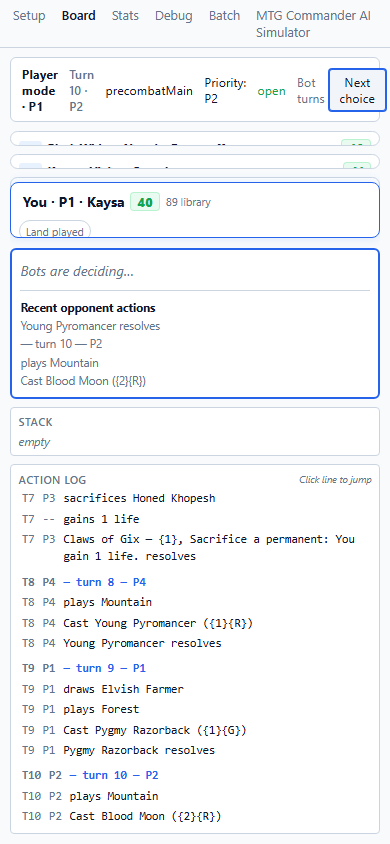 Setup Board Stats Debug Batch MTG Commander AI
Simulator
Player
mode
· P1
Turn
10 ·
P2
precombatMain
Priority:
P2
open
Bot
turns
Next
choice
You · P1 · Kaysa 40 89 library
Land played
Bots are deciding...
Recent opponent actions
Young Pyromancer resolves
— turn 10 — P2
plays Mountain
Cast Blood Moon ({2}{R})
STACK
empty
ACTION LOG Click line to jump
T7 P3 sacrifices Honed Khopesh
T7 -- gains 1 life
T7 P3 Claws of Gix — {1}, Sacrifice a permanent: You
gain 1 life. resolves
T8 P4 — turn 8 — P4
T8 P4 plays Mountain
T8 P4 Cast Young Pyromancer ({1}{R})
T8 P4 Young Pyromancer resolves
T9 P1 — turn 9 — P1
T9 P1 draws Elvish Farmer
T9 P1 plays Forest
T9 P1 Cast Pygmy Razorback ({1}{G})
T9 P1 Pygmy Razorback resolves
T10 P2 — turn 10 — P2
T10 P2 plays Mountain
T10 P2 Cast Blood Moon ({2}{R})